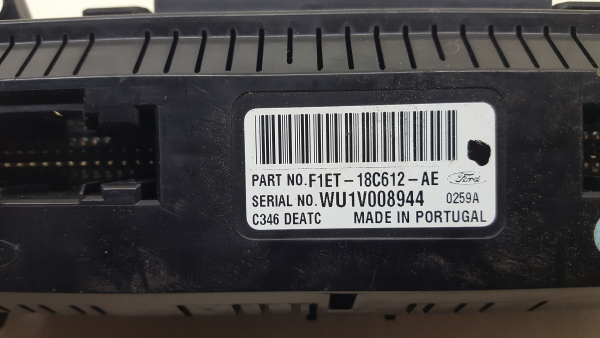 PART NO. F1ET-18C612-AE Ford
SERIAL NO. WU1V008944 0259A
C346 DEATC MADE IN PORTUGAL